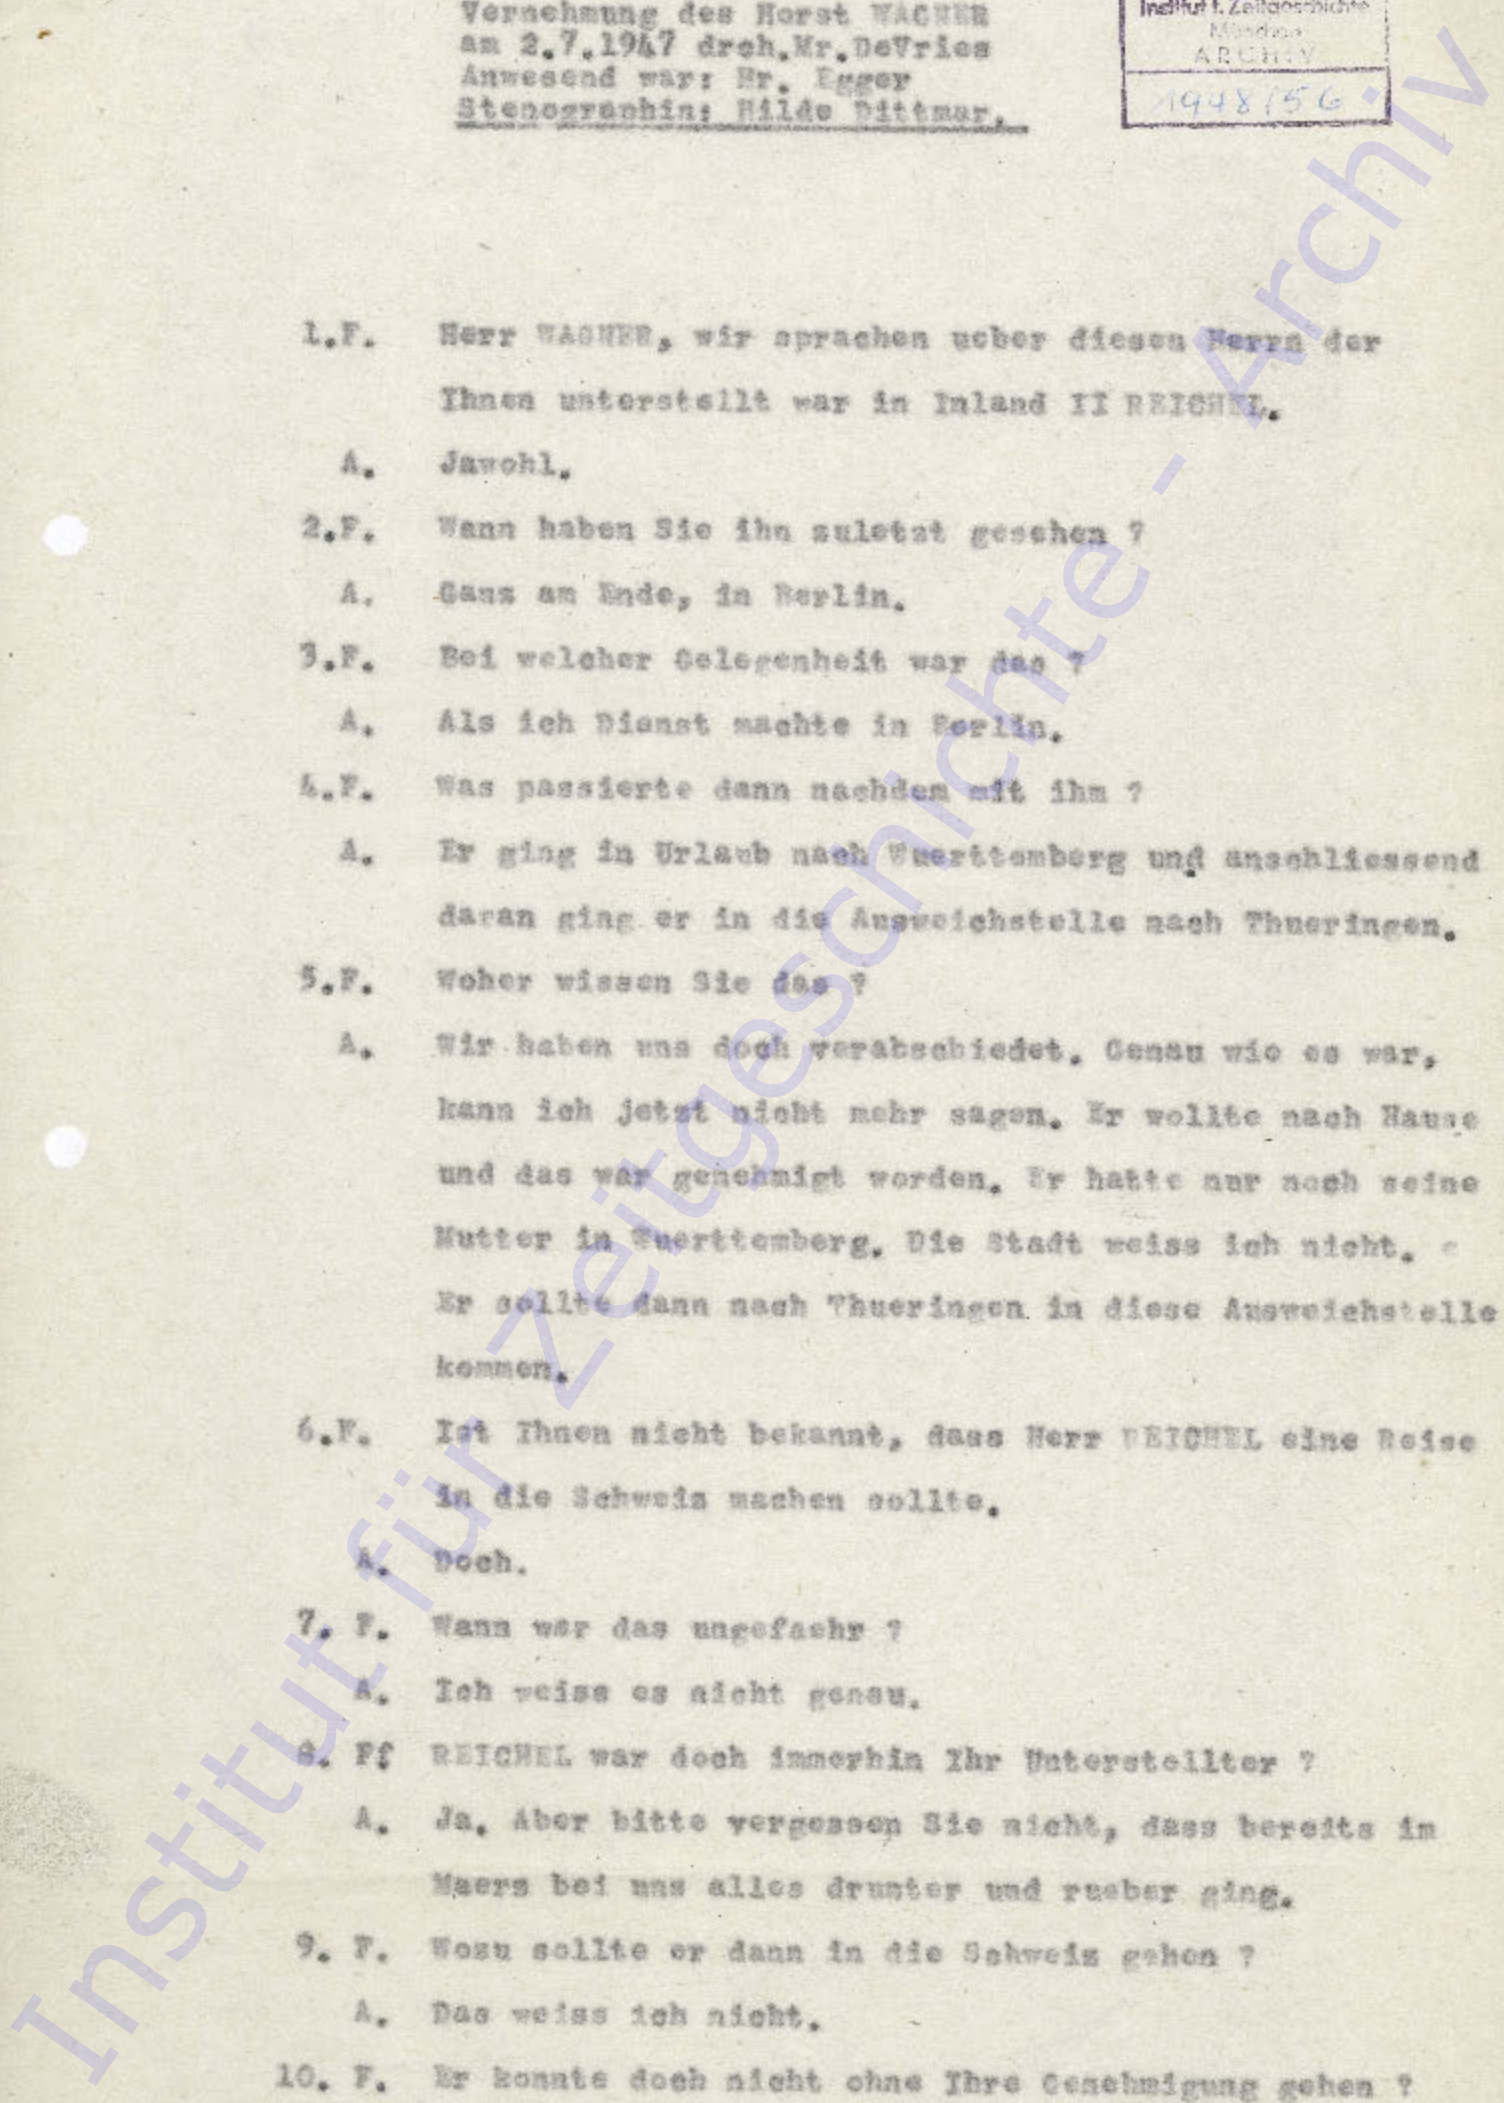 Vernehmung des Horst WAGNER
am 2.7.1947 drch.Mr.DeVries
Anwesend war: Mr. Egger
Stenographin: Hilde Dittmar.
Institut f. Zeitgeschichte
München
ARCHIV
1948/56
1.F. Herr WAGNER, wir sprachen ueber diesen Herrn der
Ihnen unterstellt war in Inland II REICHEL.
A. Jawohl.
2.F. Wann haben Sie ihn zuletzt gesehen ?
A. Ganz am Ende, in Berlin.
3.F. Bei welcher Gelegenheit war das ?
A. Als ich Dienst machte in Berlin.
4.F. Was passierte dann nachdem mit ihm ?
A. Er ging in Urlaub nach Wuerttemberg und anschliessend
daran ging er in die Ausweichstelle nach Thueringen.
5.F. Woher wissen Sie das ?
A. Wir haben uns doch verabschiedet. Genau wie es war,
kann ich jetzt nicht mehr sagen. Er wollte nach Hause
und das war genehmigt worden. Er hatte nur noch seine
Mutter in Wuerttemberg. Die Stadt weiss ich nicht.
Er sollte dann nach Thueringen in diese Ausweichstelle
kommen.
6.F. Ist Ihnen nicht bekannt, dass Herr REICHEL eine Reise
in die Schweiz machen sollte.
A. Doch.
7. F. Wann war das ungefaehr ?
A. Ich weiss es nicht genau.
8. Ff REICHEL war doch immerhin Ihr Unterstellter ?
A. Ja. Aber bitte vergessen Sie nicht, dass bereits im
Maerz bei uns alles drunter und rueber ging.
9. F. Wozu sollte er dann in die Schweiz gehen ?
A. Das weiss ich nicht.
10. F. Er konnte doch nicht ohne Ihre Genehmigung gehen ?
Institut für Zeitgeschichte - Archiv